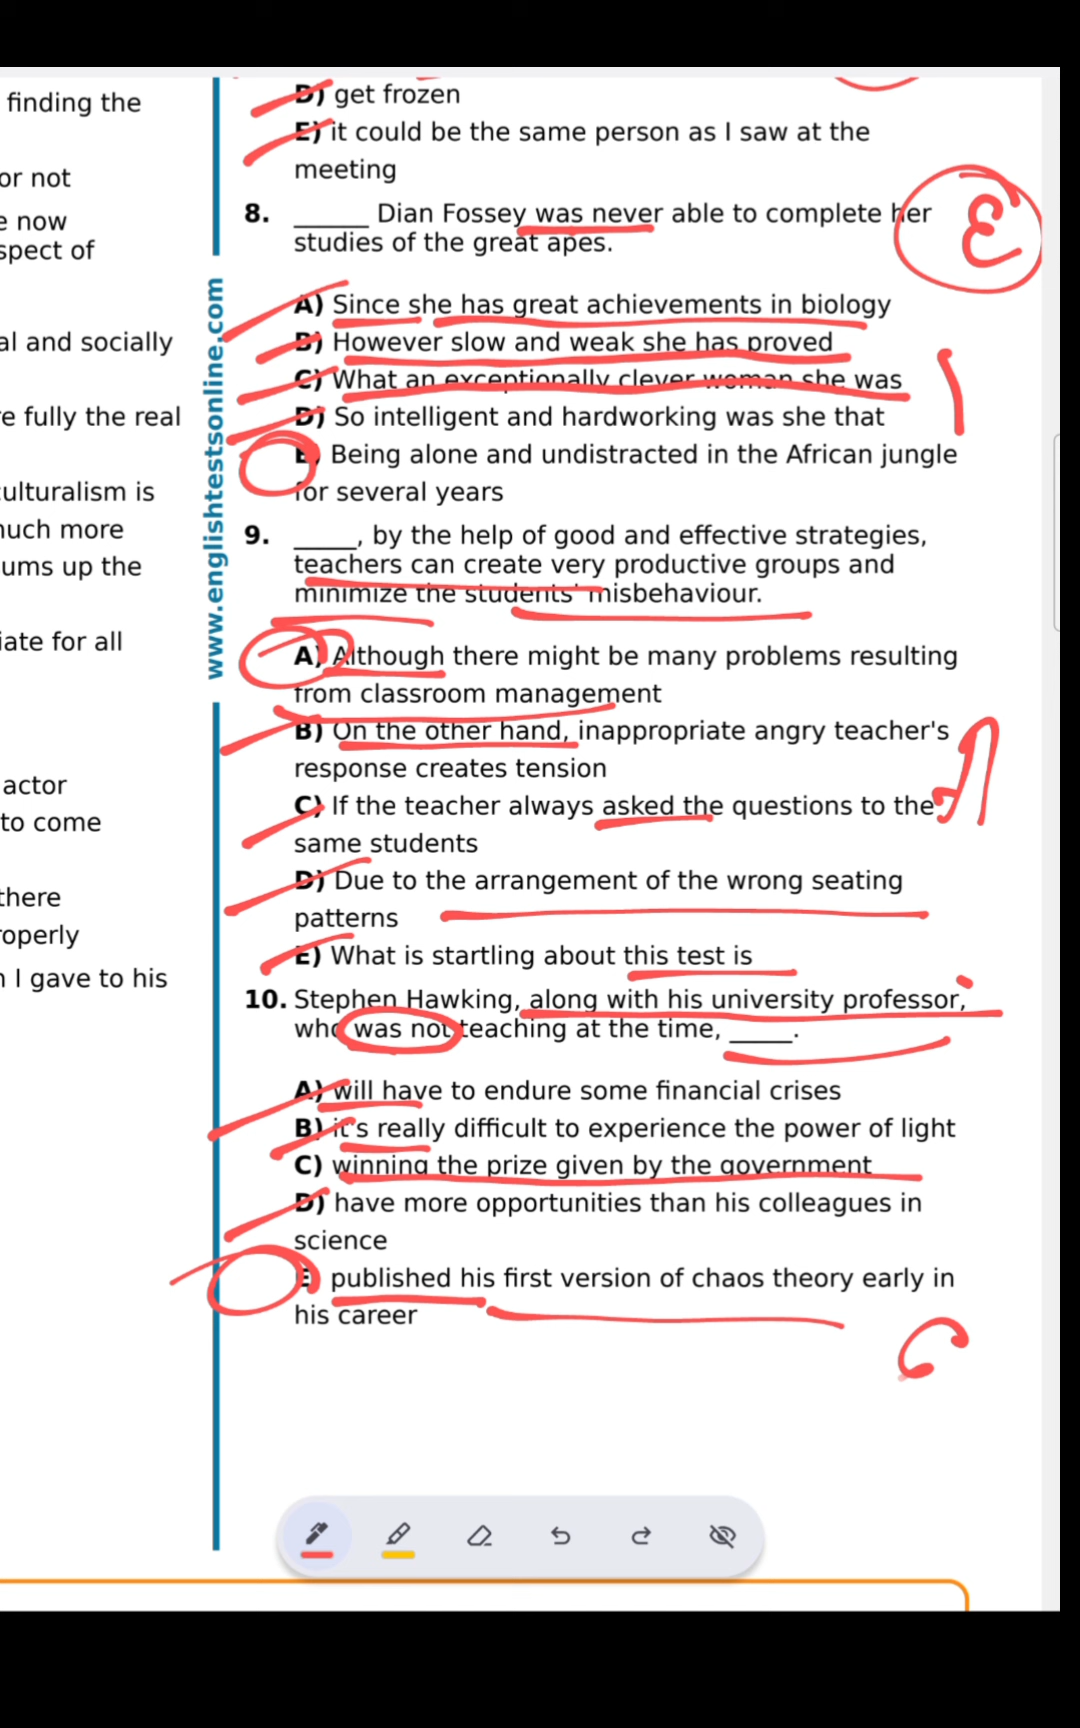 finding the
or not
e now
spect of
al and socially
e fully the real
culturalism is
nuch more
ums up the
iate for all
actor
to come
there
roperly
n I gave to his
www.englishtestsonline.com
D) get frozen
E) it could be the same person as I saw at the
meeting
8. ______ Dian Fossey was never able to complete her
studies of the great apes.
E
A) Since she has great achievements in biology
B) However slow and weak she has proved
C) What an exceptionally clever woman she was
D) So intelligent and hardworking was she that
E) Being alone and undistracted in the African jungle
for several years
9. _____, by the help of good and effective strategies,
teachers can create very productive groups and
minimize the students' misbehaviour.
A) Although there might be many problems resulting
from classroom management
B) On the other hand, inappropriate angry teacher's
response creates tension
C) If the teacher always asked the questions to the
same students
D) Due to the arrangement of the wrong seating
patterns
E) What is startling about this test is
10. Stephen Hawking, along with his university professor,
who was not teaching at the time, _____.
A) will have to endure some financial crises
B) it's really difficult to experience the power of light
C) winning the prize given by the government
D) have more opportunities than his colleagues in
science
E) published his first version of chaos theory early in
his career